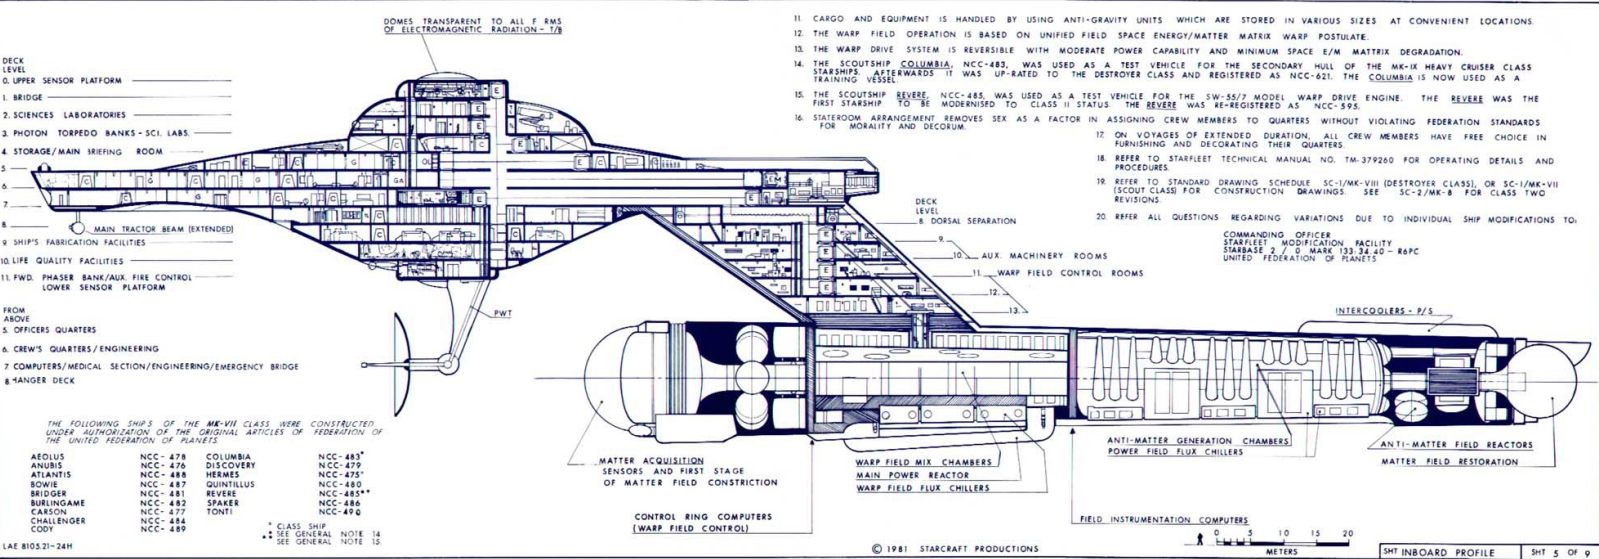 DOMES TRANSPARENT TO ALL F RMS
OF ELECTROMAGNETIC RADIATION - T/B
DECK
LEVEL
0. UPPER SENSOR PLATFORM
1. BRIDGE
2. SCIENCES LABORATORIES
3. PHOTON TORPEDO BANKS - SCI. LABS.
4. STORAGE/MAIN BRIEFING ROOM
5.
6.
7.
8.
MAIN TRACTOR BEAM (EXTENDED)
9. SHIP'S FABRICATION FACILITIES
10. LIFE QUALITY FACILITIES
11. FWD. PHASER BANK/AUX. FIRE CONTROL
LOWER SENSOR PLATFORM
FROM
ABOVE
5. OFFICERS QUARTERS
6. CREW'S QUARTERS/ENGINEERING
7 COMPUTERS/MEDICAL SECTION/ENGINEERING/EMERGENCY BRIDGE
8. HANGER DECK
PWT
11. CARGO AND EQUIPMENT IS HANDLED BY USING ANTI-GRAVITY UNITS WHICH ARE STORED IN VARIOUS SIZES AT CONVENIENT LOCATIONS.
12. THE WARP FIELD OPERATION IS BASED ON UNIFIED FIELD SPACE ENERGY/MATTER MATRIX WARP POSTULATE.
13. THE WARP DRIVE SYSTEM IS REVERSIBLE WITH MODERATE POWER CAPABILITY AND MINIMUM SPACE E/M MATTRIX DEGRADATION.
14. THE SCOUTSHIP COLUMBIA, NCC-483, WAS USED AS A TEST VEHICLE FOR THE SECONDARY HULL OF THE MK-IX HEAVY CRUISER CLASS
STARSHIPS. AFTERWARDS IT WAS UP-RATED TO THE DESTROYER CLASS AND REGISTERED AS NCC-621. THE COLUMBIA IS NOW USED AS A
TRAINING VESSEL.
15. THE SCOUTSHIP REVERE, NCC-485, WAS USED AS A TEST VEHICLE FOR THE SW-55/7 MODEL WARP DRIVE ENGINE. THE REVERE WAS THE
FIRST STARSHIP TO BE MODERNISED TO CLASS II STATUS. THE REVERE WAS RE-REGISTERED AS NCC-595.
16. STATEROOM ARRANGEMENT REMOVES SEX AS A FACTOR IN ASSIGNING CREW MEMBERS TO QUARTERS WITHOUT VIOLATING FEDERATION STANDARDS
FOR MORALITY AND DECORUM.
17. ON VOYAGES OF EXTENDED DURATION, ALL CREW MEMBERS HAVE FREE CHOICE IN
FURNISHING AND DECORATING THEIR QUARTERS.
18. REFER TO STARFLEET TECHNICAL MANUAL NO. TM-379260 FOR OPERATING DETAILS AND
PROCEDURES.
19. REFER TO STANDARD DRAWING SCHEDULE SC-1/MK-VIII (DESTROYER CLASS), OR SC-1/MK-VII
(SCOUT CLASS) FOR CONSTRUCTION DRAWINGS. SEE SC-2/MK-8 FOR CLASS TWO
REVISIONS.
20. REFER ALL QUESTIONS REGARDING VARIATIONS DUE TO INDIVIDUAL SHIP MODIFICATIONS TO:
COMMANDING OFFICER
STARFLEET MODIFICATION FACILITY
STARBASE 2 / 0 MARK 133-34.40 - R6PC
UNITED FEDERATION OF PLANETS
DECK
LEVEL
8. DORSAL SEPARATION
9.
10. AUX. MACHINERY ROOMS
11. WARP FIELD CONTROL ROOMS
12.
13.
INTERCOOLERS - P/S
THE FOLLOWING SHIPS OF THE MK-VII CLASS WERE CONSTRUCTED
UNDER AUTHORIZATION OF THE ORIGINAL ARTICLES OF FEDERATION OF
THE UNITED FEDERATION OF PLANETS.
AEOLUS NCC-478 COLUMBIA NCC-483*
ANUBIS NCC-476 DISCOVERY NCC-479
ATLANTIS NCC-488 HERMES NCC-475°
BOWIE NCC-487 QUINTILLUS NCC-480
BRIDGER NCC-481 REVERE NCC-485**
BURLINGAME NCC-482 SPAKER NCC-486
CARSON NCC-477 TONTI NCC-490
CHALLENGER NCC-484
CODY NCC-489
° CLASS SHIP
* SEE GENERAL NOTE 14
** SEE GENERAL NOTE 15
LAE 8105.21-24H
MATTER ACQUISITION
SENSORS AND FIRST STAGE
OF MATTER FIELD CONSTRICTION
CONTROL RING COMPUTERS
(WARP FIELD CONTROL)
WARP FIELD MIX CHAMBERS
MAIN POWER REACTOR
WARP FIELD FLUX CHILLERS
ANTI-MATTER GENERATION CHAMBERS
POWER FIELD FLUX CHILLERS
ANTI-MATTER FIELD REACTORS
MATTER FIELD RESTORATION
FIELD INSTRUMENTATION COMPUTERS
0 5 10 15 20
METERS
© 1981 STARCRAFT PRODUCTIONS
SHT INBOARD PROFILE SHT 5 OF 9